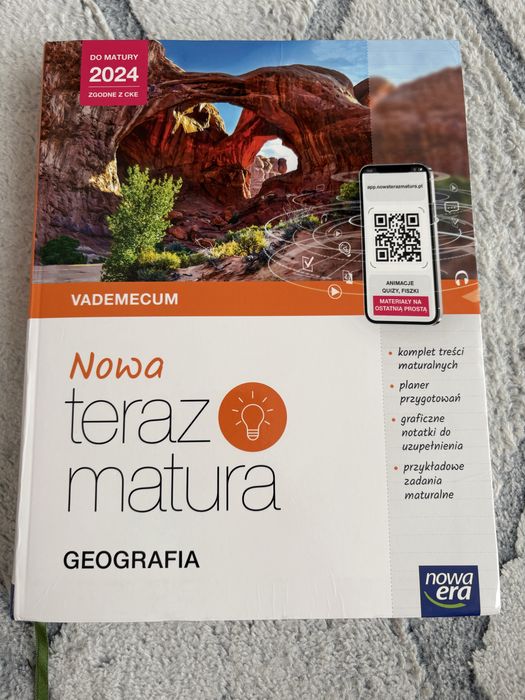 DO MATURY
2024
ZGODNE Z CKE
app.nowaterazmatura.pl
ANIMACJE
QUIZY, FISZKI
MATERIAŁY NA
OSTATNIĄ PROSTĄ
VADEMECUM
Nowa
teraz
matura
GEOGRAFIA
• komplet treści
maturalnych
• planer
przygotowań
• graficzne
notatki do
uzupełnienia
• przykładowe
zadania
maturalne
nowa
era